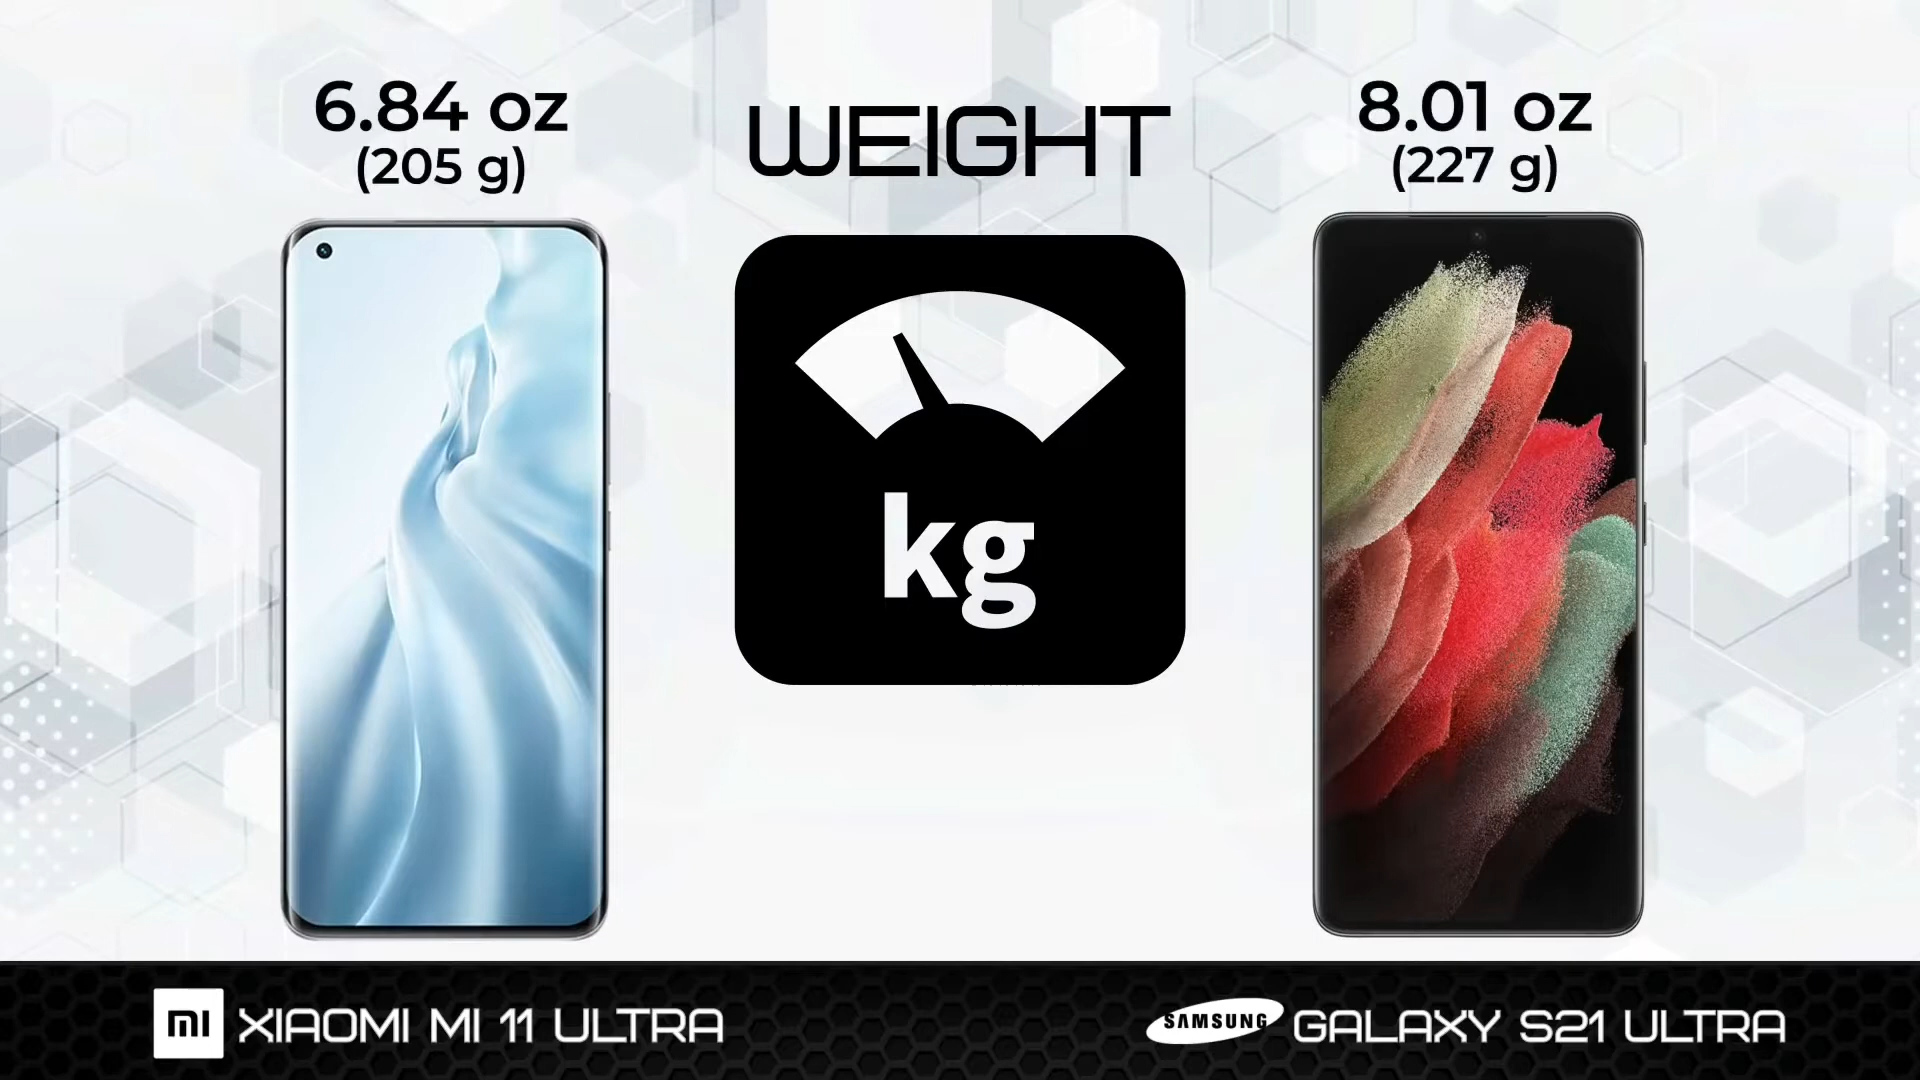 6.84 oz
(205 g)
WEIGHT
8.01 oz
(227 g)
kg
MI XIAOMI MI 11 ULTRA
SAMSUNG GALAXY S21 ULTRA